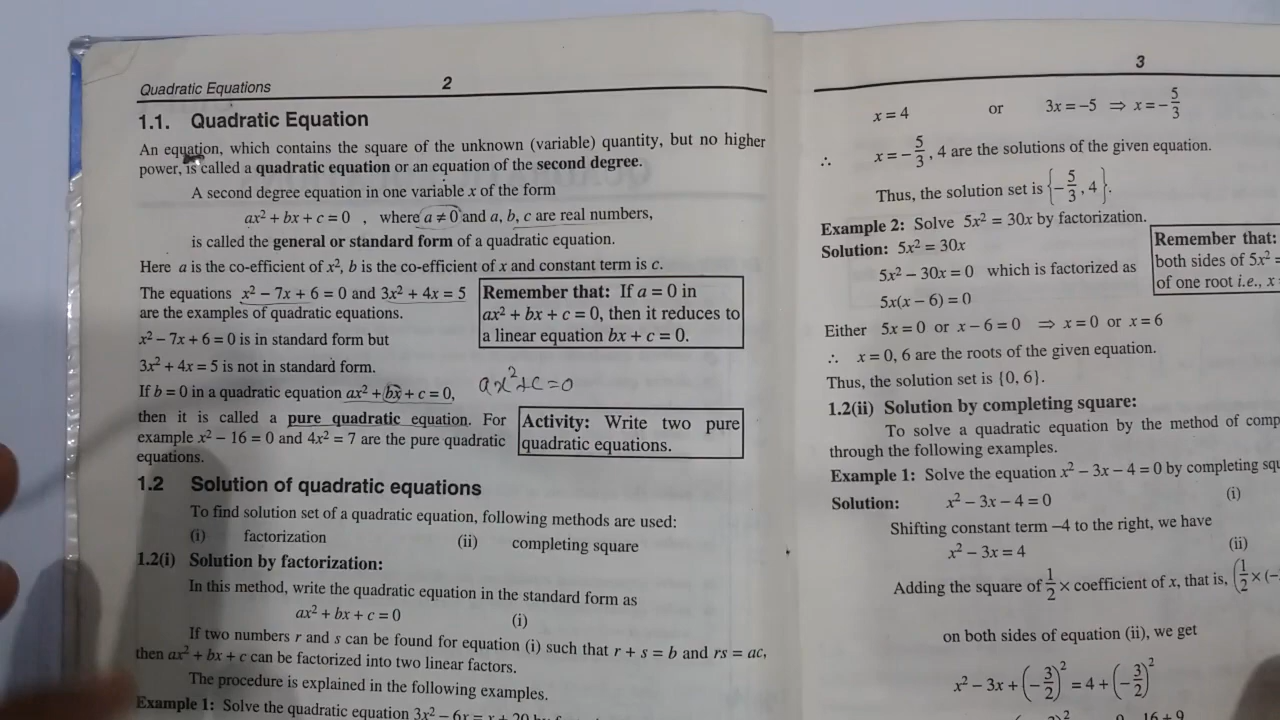 Quadratic Equations 2
1.1. Quadratic Equation
An equation, which contains the square of the unknown (variable) quantity, but no higher
power, is called a quadratic equation or an equation of the second degree.
A second degree equation in one variable x of the form
ax² + bx + c = 0 , where a ≠ 0 and a, b, c are real numbers,
is called the general or standard form of a quadratic equation.
Here a is the co-efficient of x², b is the co-efficient of x and constant term is c.
The equations x² – 7x + 6 = 0 and 3x² + 4x = 5
are the examples of quadratic equations.
x² – 7x + 6 = 0 is in standard form but
3x² + 4x = 5 is not in standard form.
Remember that: If a = 0 in
ax² + bx + c = 0, then it reduces to
a linear equation bx + c = 0.
If b = 0 in a quadratic equation ax² + bx + c = 0,
ax²+c=0
then it is called a pure quadratic equation. For
example x² – 16 = 0 and 4x² = 7 are the pure quadratic
equations.
Activity: Write two pure
quadratic equations.
1.2 Solution of quadratic equations
To find solution set of a quadratic equation, following methods are used:
(i) factorization (ii) completing square
1.2(i) Solution by factorization:
In this method, write the quadratic equation in the standard form as
ax² + bx + c = 0 (i)
If two numbers r and s can be found for equation (i) such that r + s = b and rs = ac,
then ax² + bx + c can be factorized into two linear factors.
The procedure is explained in the following examples.
Example 1: Solve the quadratic equation 3x² – 6x = x + 20
3
x = 4 or 3x = –5 ⇒ x = –5/3
∴ x = –5/3, 4 are the solutions of the given equation.
Thus, the solution set is {–5/3, 4}.
Example 2: Solve 5x² = 30x by factorization.
Solution: 5x² = 30x
5x² – 30x = 0 which is factorized as
5x(x – 6) = 0
Remember that:
both sides of 5x² =
of one root i.e., x
Either 5x = 0 or x – 6 = 0 ⇒ x = 0 or x = 6
∴ x = 0, 6 are the roots of the given equation.
Thus, the solution set is {0, 6}.
1.2(ii) Solution by completing square:
To solve a quadratic equation by the method of comp
through the following examples.
Example 1: Solve the equation x² – 3x – 4 = 0 by completing squ
Solution: x² – 3x – 4 = 0 (i)
Shifting constant term –4 to the right, we have
x² – 3x = 4 (ii)
Adding the square of 1/2 × coefficient of x, that is, (1/2 × (–
on both sides of equation (ii), we get
x² – 3x + (–3/2)² = 4 + (–3/2)²